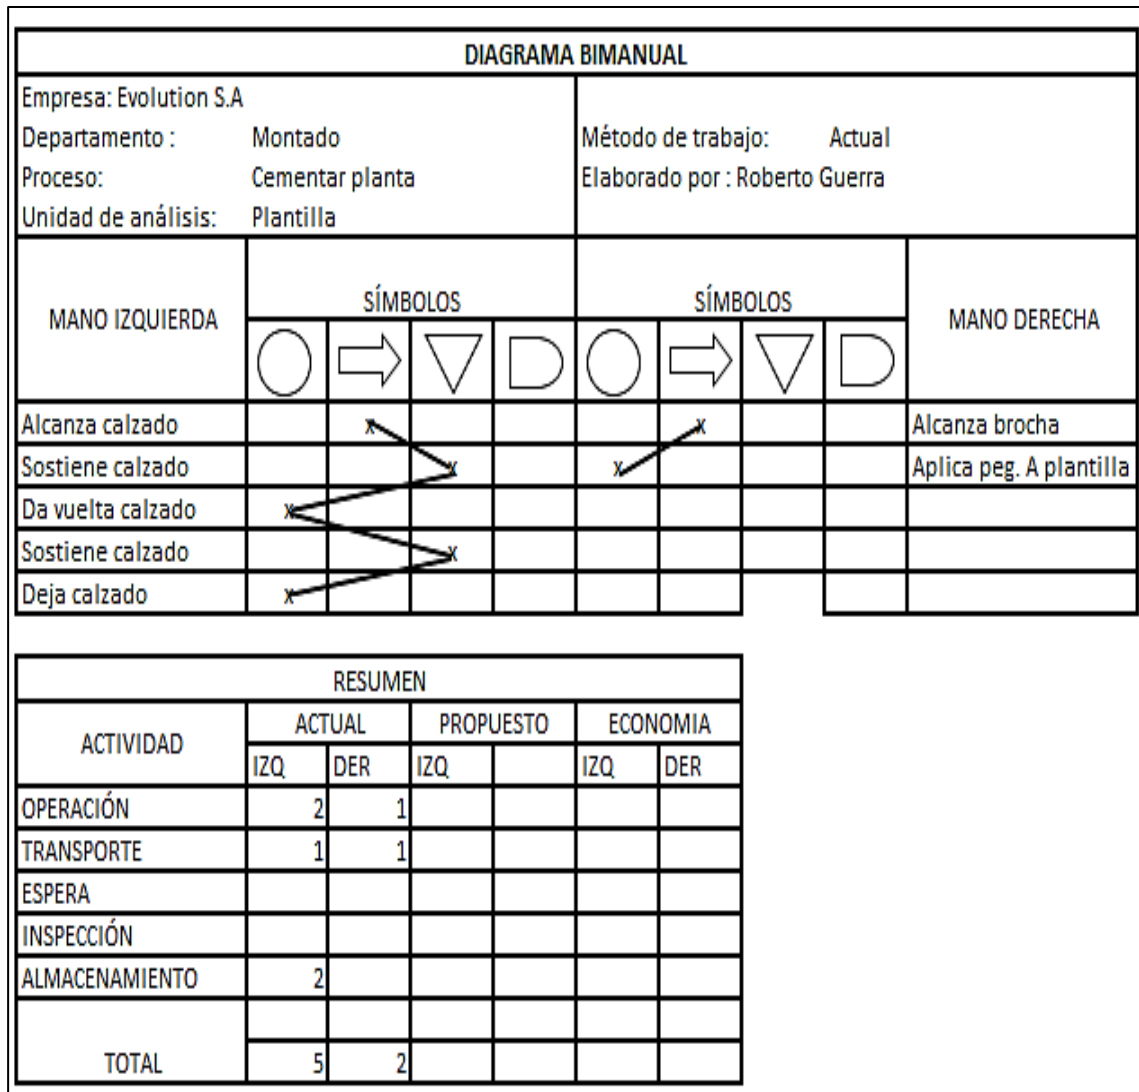 DIAGRAMA BIMANUAL
Empresa: Evolution S.A
Departamento : Montado
Proceso: Cementar planta
Unidad de análisis: Plantilla
Método de trabajo: Actual
Elaborado por : Roberto Guerra
MANO IZQUIERDA SÍMBOLOS SÍMBOLOS MANO DERECHA
Alcanza calzado x x Alcanza brocha
Sostiene calzado x x Aplica peg. A plantilla
Da vuelta calzado x
Sostiene calzado x
Deja calzado x
RESUMEN
ACTIVIDAD ACTUAL PROPUESTO ECONOMIA
IZQ DER IZQ IZQ DER
OPERACIÓN 2 1
TRANSPORTE 1 1
ESPERA
INSPECCIÓN
ALMACENAMIENTO 2
TOTAL 5 2